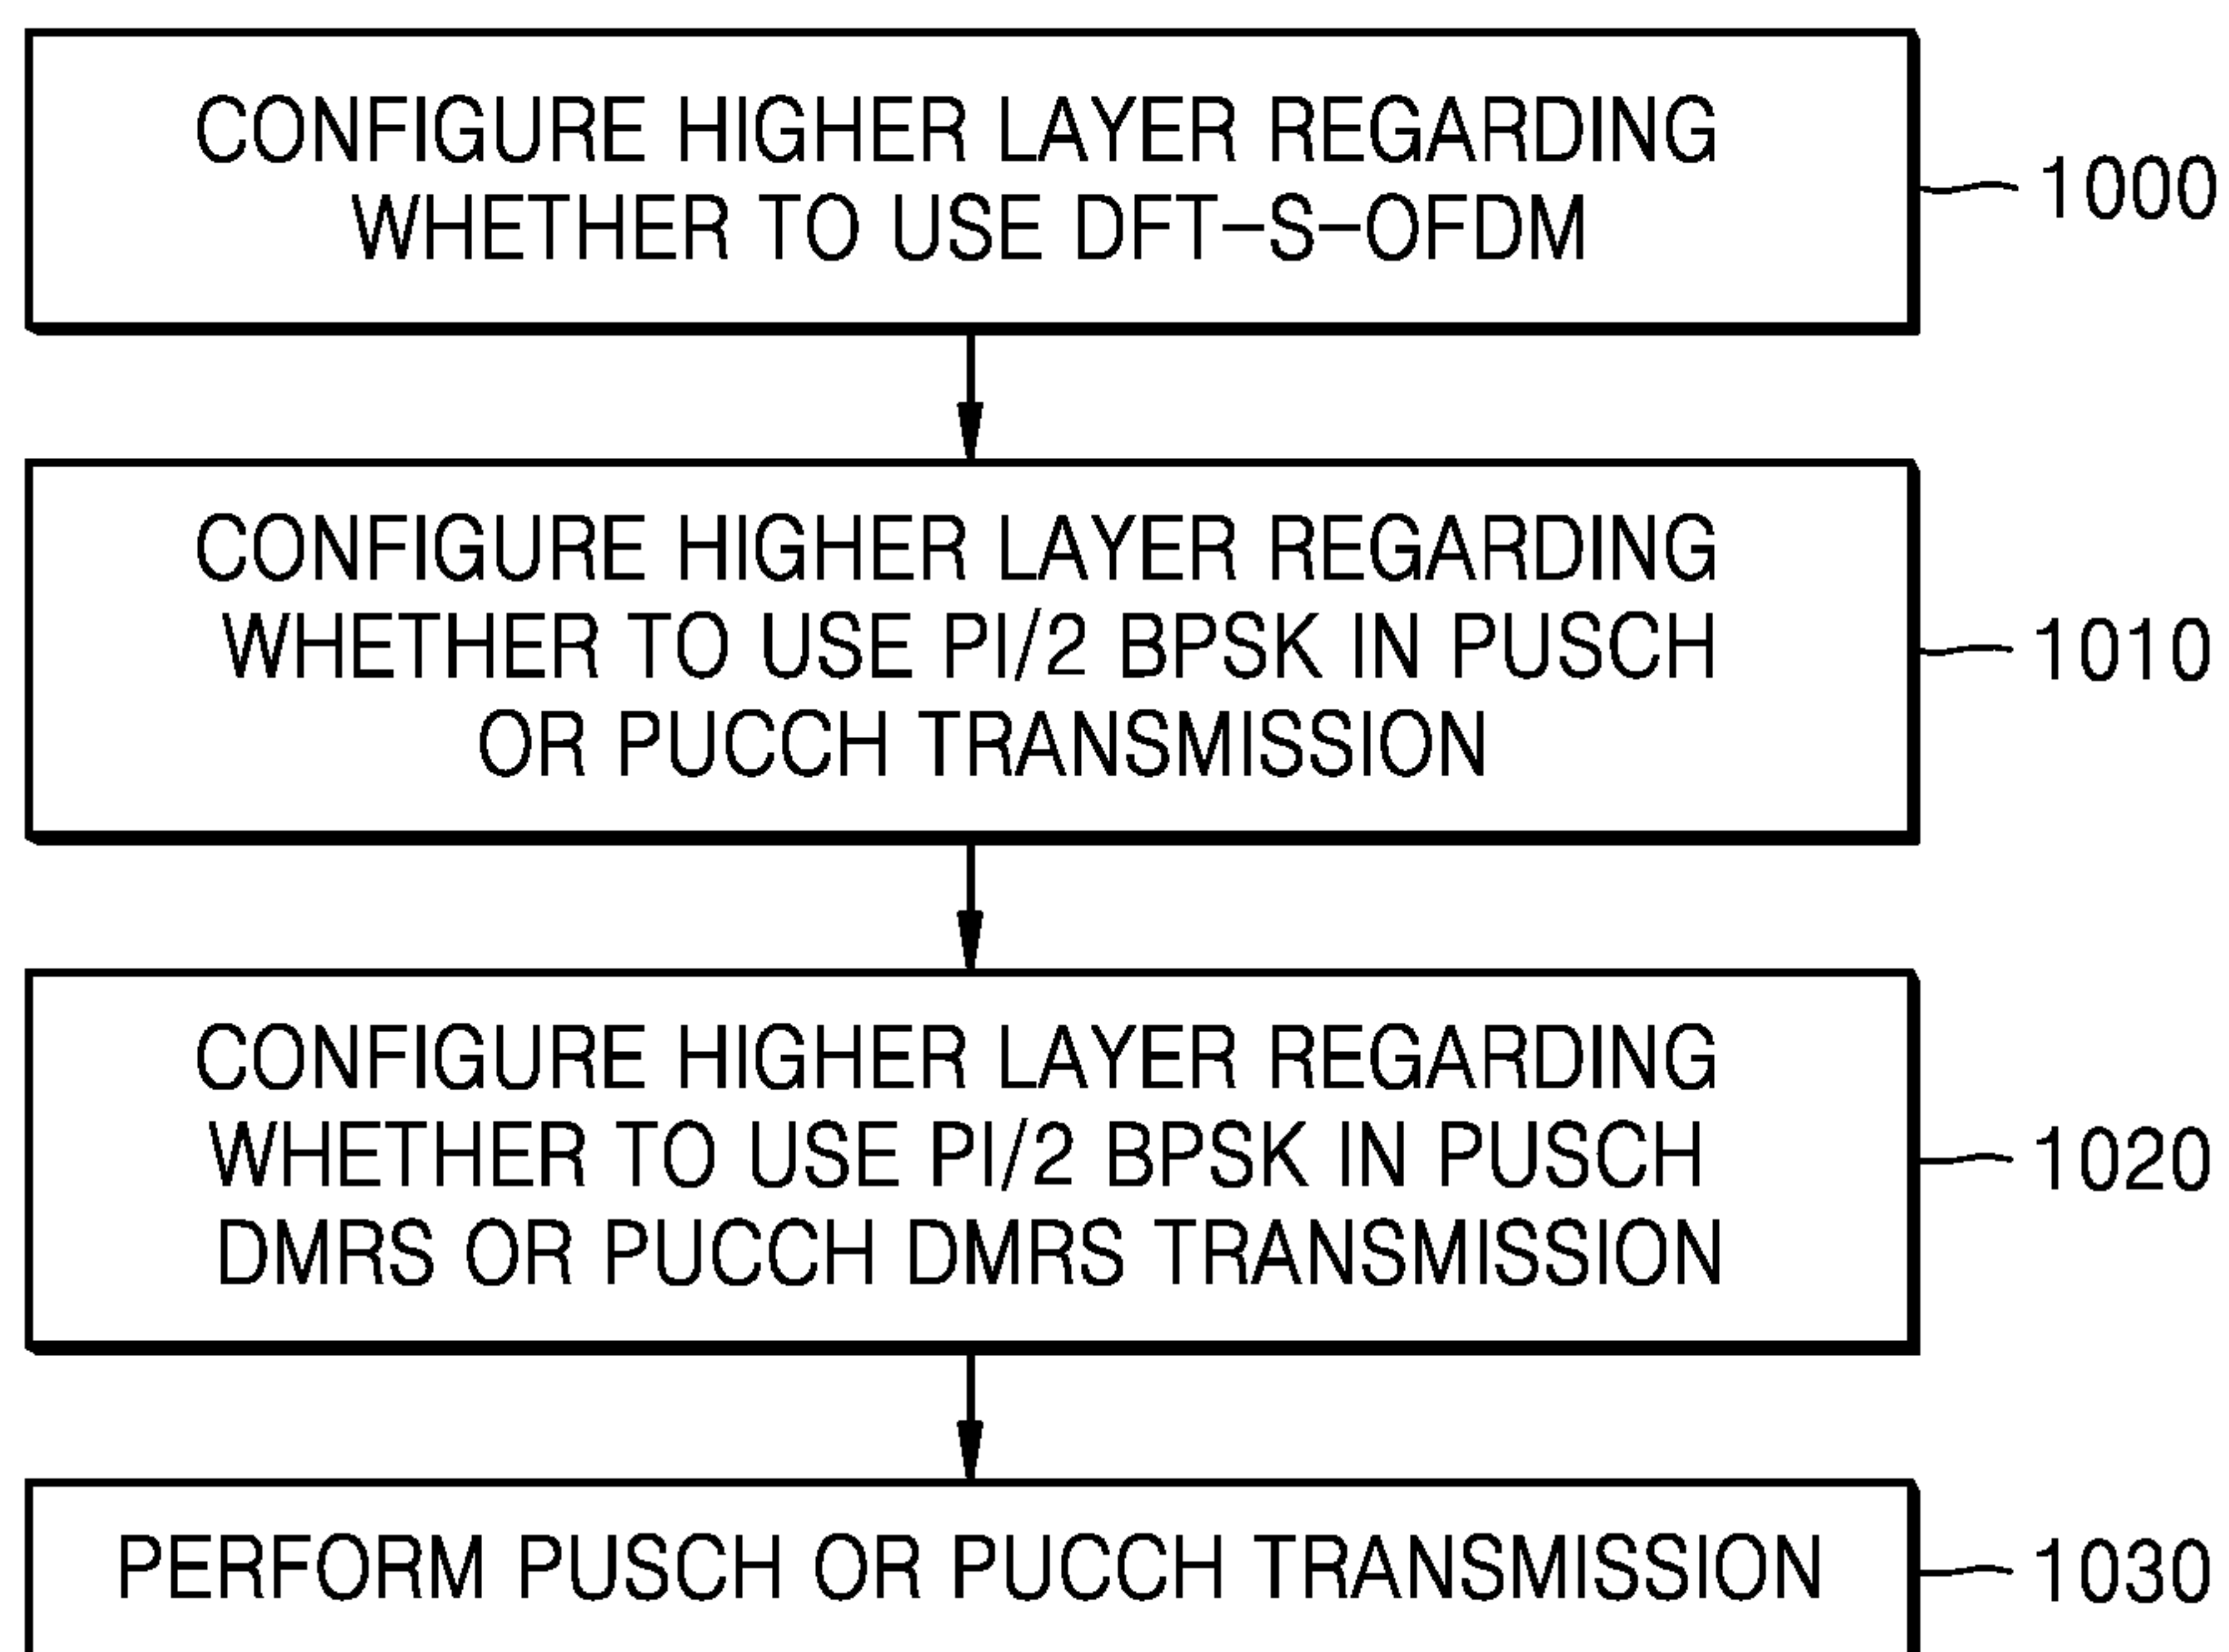 CONFIGURE HIGHER LAYER REGARDING
WHETHER TO USE DFT-S-OFDM
1000
CONFIGURE HIGHER LAYER REGARDING
WHETHER TO USE PI/2 BPSK IN PUSCH
OR PUCCH TRANSMISSION
1010
CONFIGURE HIGHER LAYER REGARDING
WHETHER TO USE PI/2 BPSK IN PUSCH
DMRS OR PUCCH DMRS TRANSMISSION
1020
PERFORM PUSCH OR PUCCH TRANSMISSION
1030